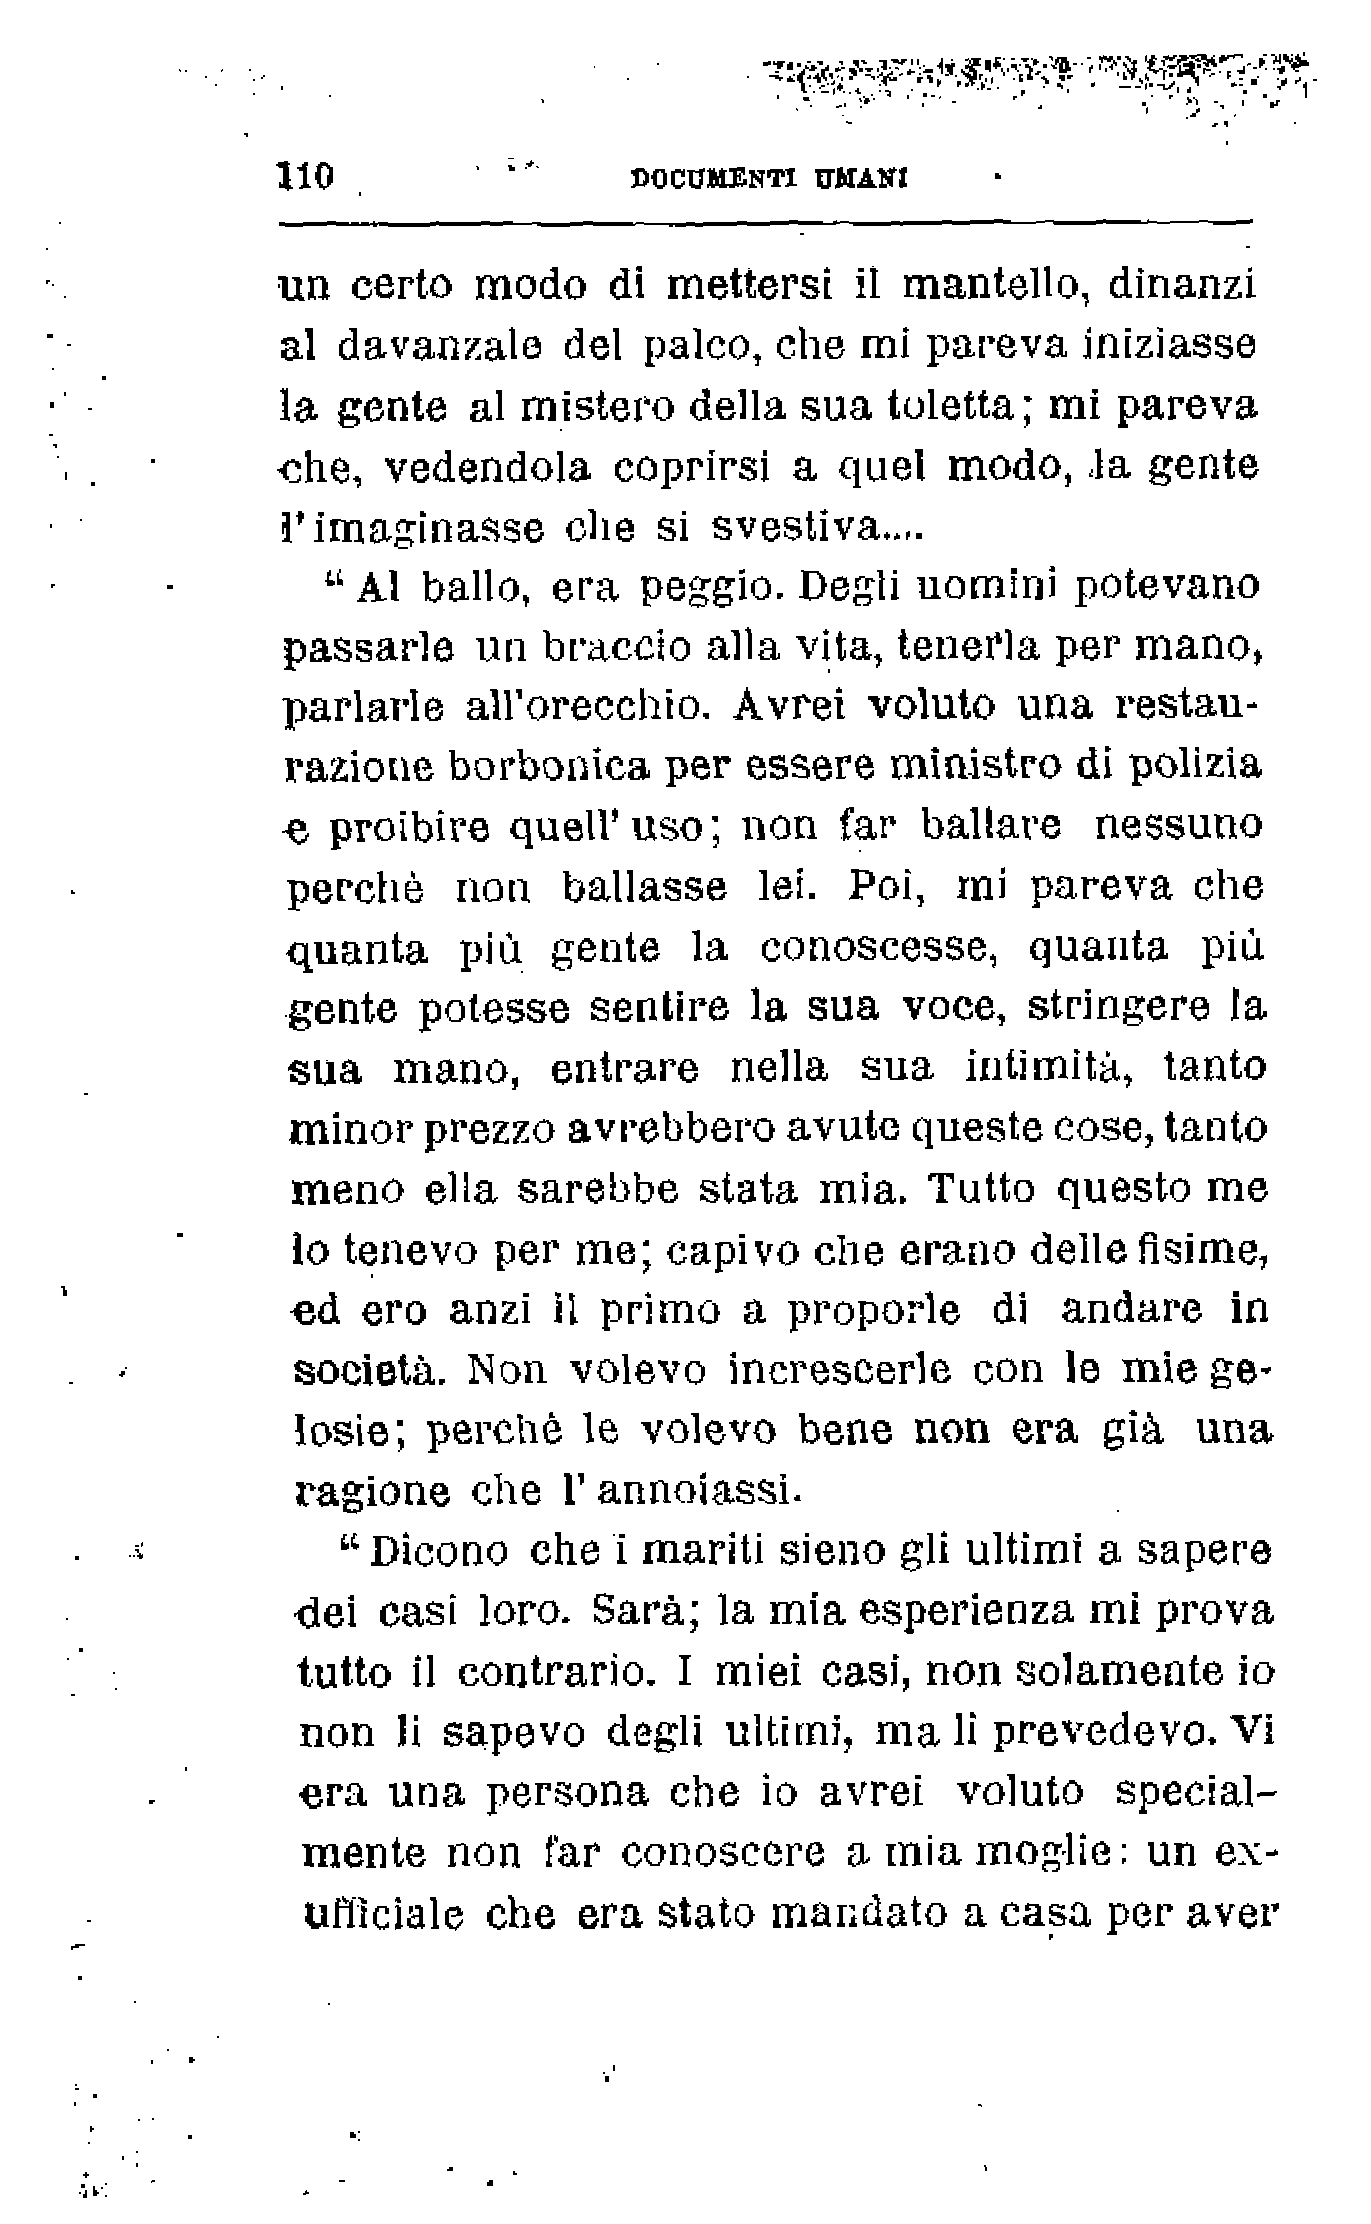 110 DOCUMENTI UMANI
un certo modo di mettersi il mantello, dinanzi
al davanzale del palco, che mi pareva iniziasse
la gente al mistero della sua toletta; mi pareva
che, vedendola coprirsi a quel modo, la gente
l'imaginasse che si svestiva....
“ Al ballo, era peggio. Degli uomini potevano
passarle un braccio alla vita, tenerla per mano,
parlarle all'orecchio. Avrei voluto una restau-
razione borbonica per essere ministro di polizia
e proibire quell' uso; non far ballare nessuno
perchè non ballasse lei. Poi, mi pareva che
quanta più gente la conoscesse, quanta più
gente potesse sentire la sua voce, stringere la
sua mano, entrare nella sua intimità, tanto
minor prezzo avrebbero avute queste cose, tanto
meno ella sarebbe stata mia. Tutto questo me
lo tenevo per me; capivo che erano delle fisime,
ed ero anzi il primo a proporle di andare in
società. Non volevo increscerle con le mie ge-
losie; perchè le volevo bene non era già una
ragione che l' annoiassi.
“ Dicono che i mariti sieno gli ultimi a sapere
dei casi loro. Sarà; la mia esperienza mi prova
tutto il contrario. I miei casi, non solamente io
non li sapevo degli ultimi, ma li prevedevo. Vi
era una persona che io avrei voluto special-
mente non far conoscere a mia moglie: un ex-
ufficiale che era stato mandato a casa per aver